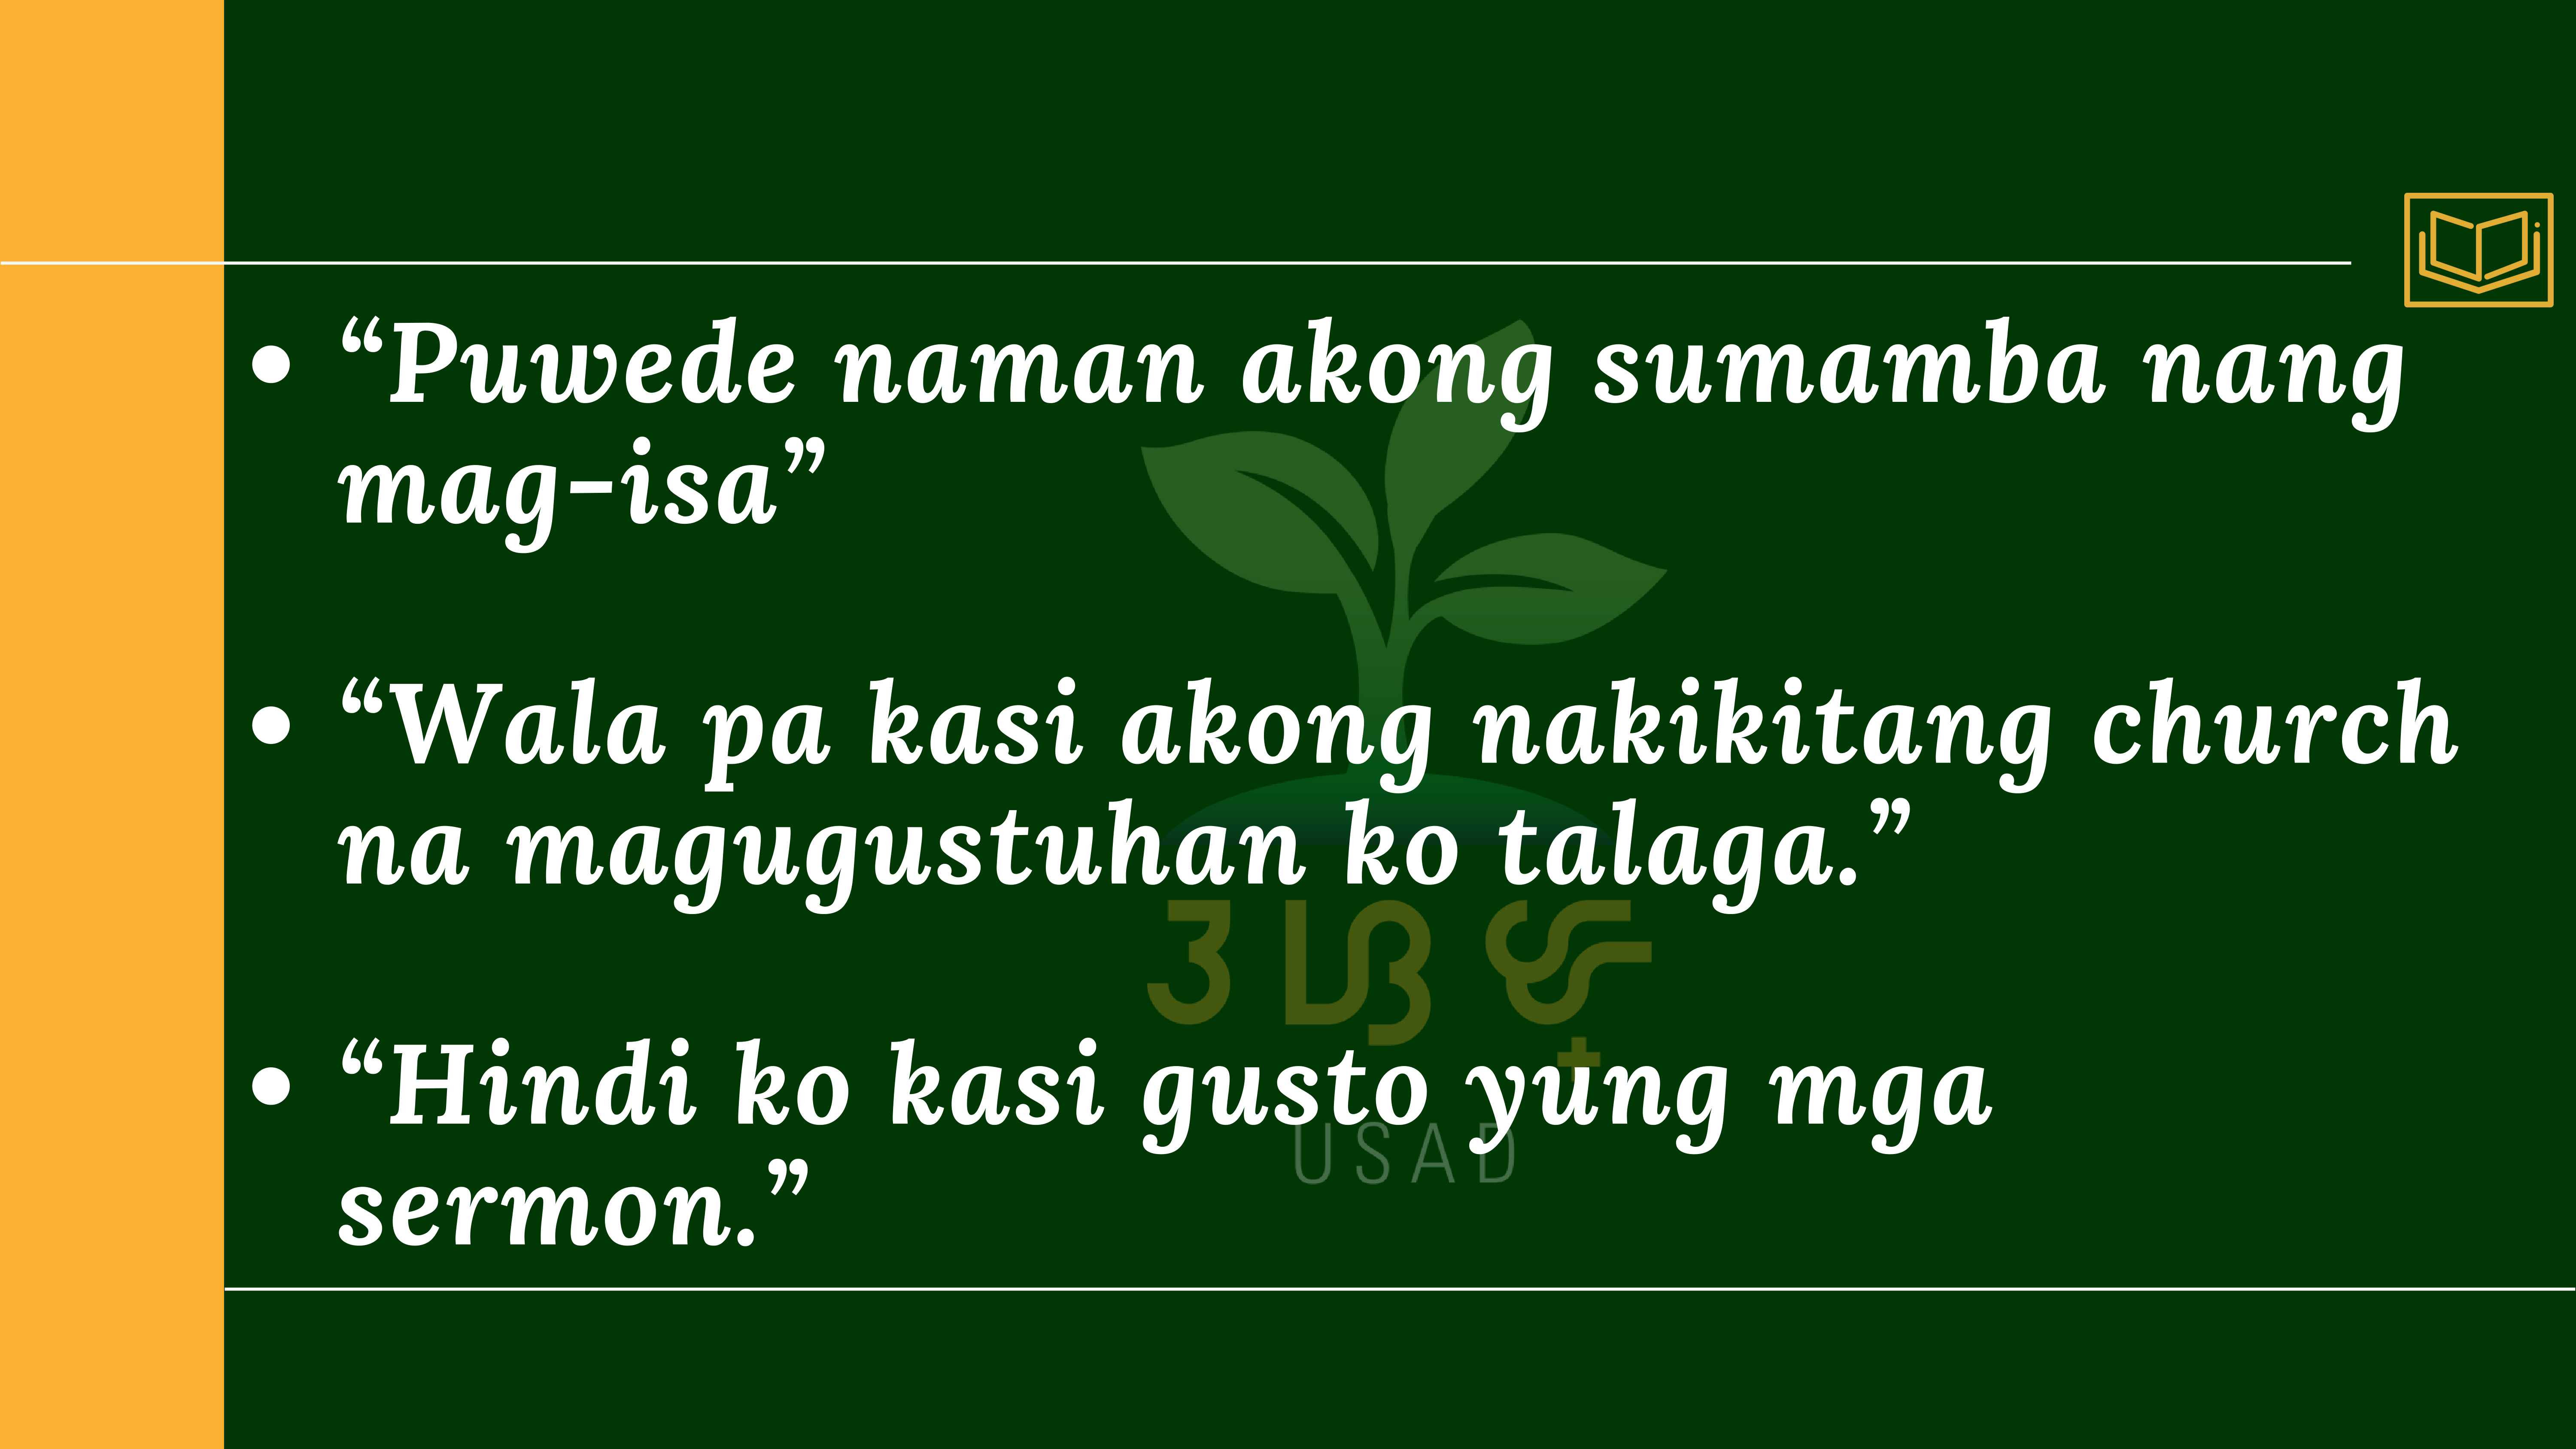 • “Puwede naman akong sumamba nang
mag-isa”
• “Wala pa kasi akong nakikitang church
na magugustuhan ko talaga.”
• “Hindi ko kasi gusto yung mga
sermon.”
ᜂᜐᜇ᜔
USAD